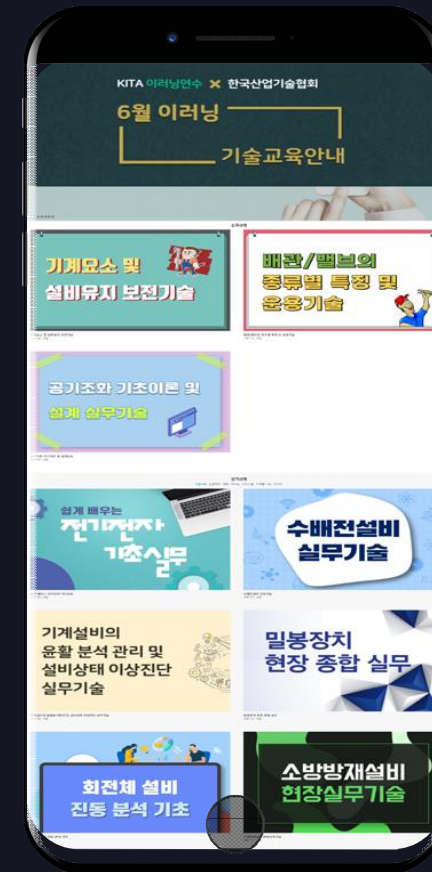 KITA 이러닝연수 × 한국산업기술협회
6월 이러닝
기술교육안내
기계요소 및
설비유지 보전기술
배관/밸브의
종류별 특징 및
운용기술
공기조화 기초이론 및
설계 실무기술
쉽게 배우는
전기전자
기초실무
수배전설비
실무기술
기계설비의
윤활 분석 관리 및
설비상태 이상진단
실무기술
밀봉장치
현장 종합 실무
회전체 설비
진동 분석 기초
소방방재설비
현장실무기술